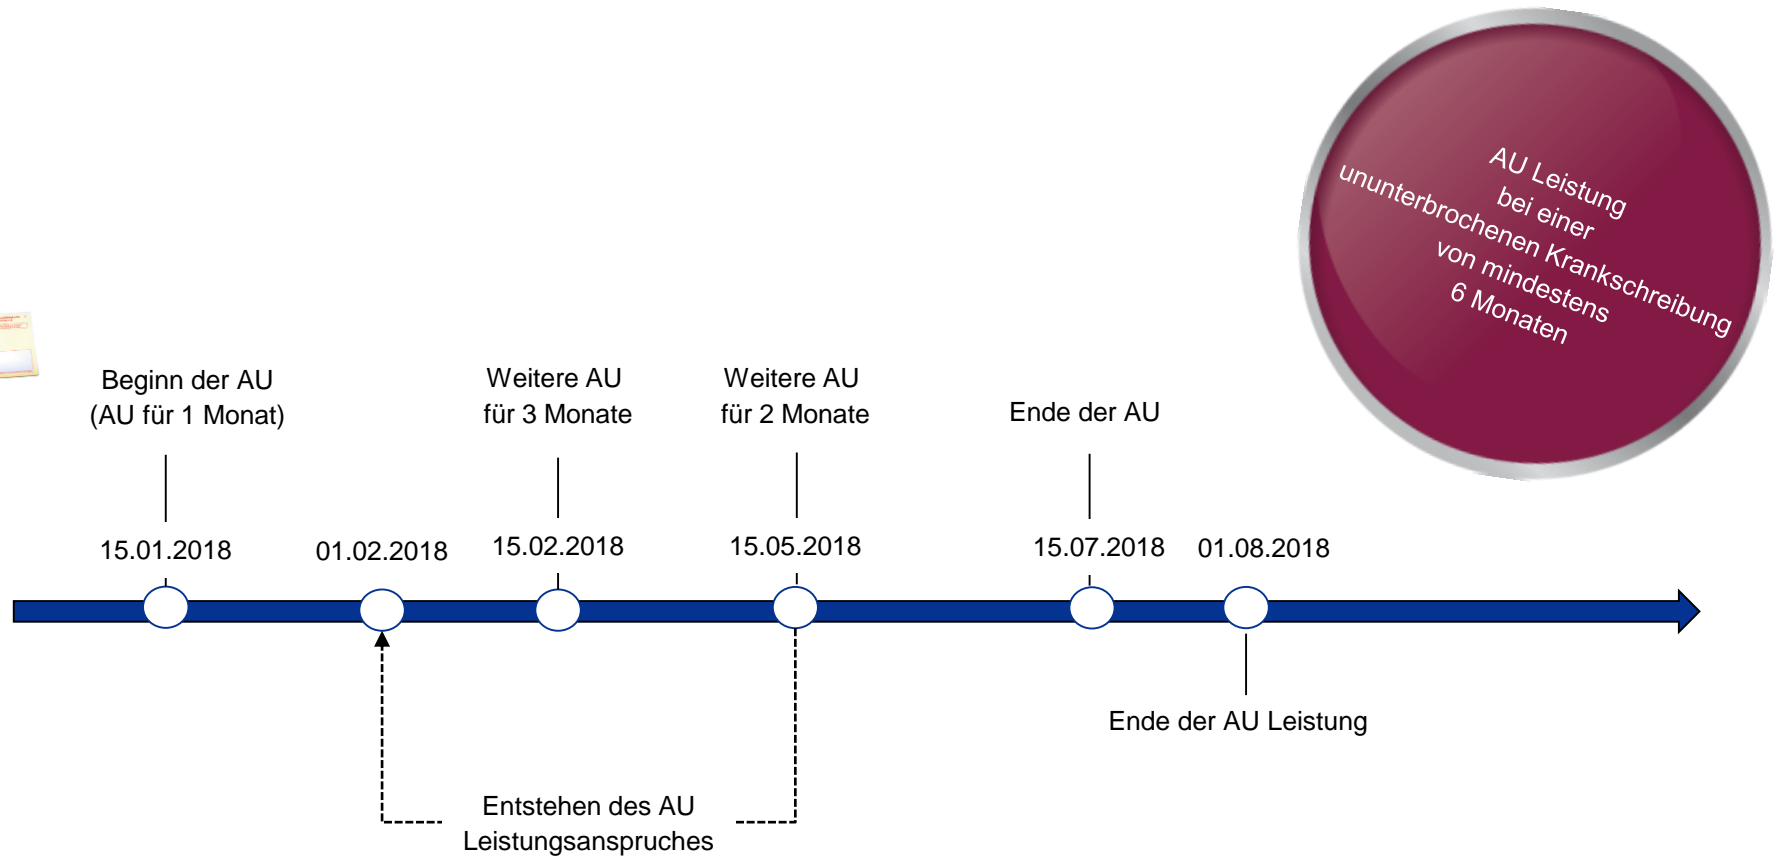 AU Leistung
bei einer
ununterbrochenen Krankschreibung
von mindestens
6 Monaten
Beginn der AU
(AU für 1 Monat)
Weitere AU
für 3 Monate
Weitere AU
für 2 Monate
Ende der AU
15.01.2018
01.02.2018
15.02.2018
15.05.2018
15.07.2018
01.08.2018
Ende der AU Leistung
Entstehen des AU
Leistungsanspruches